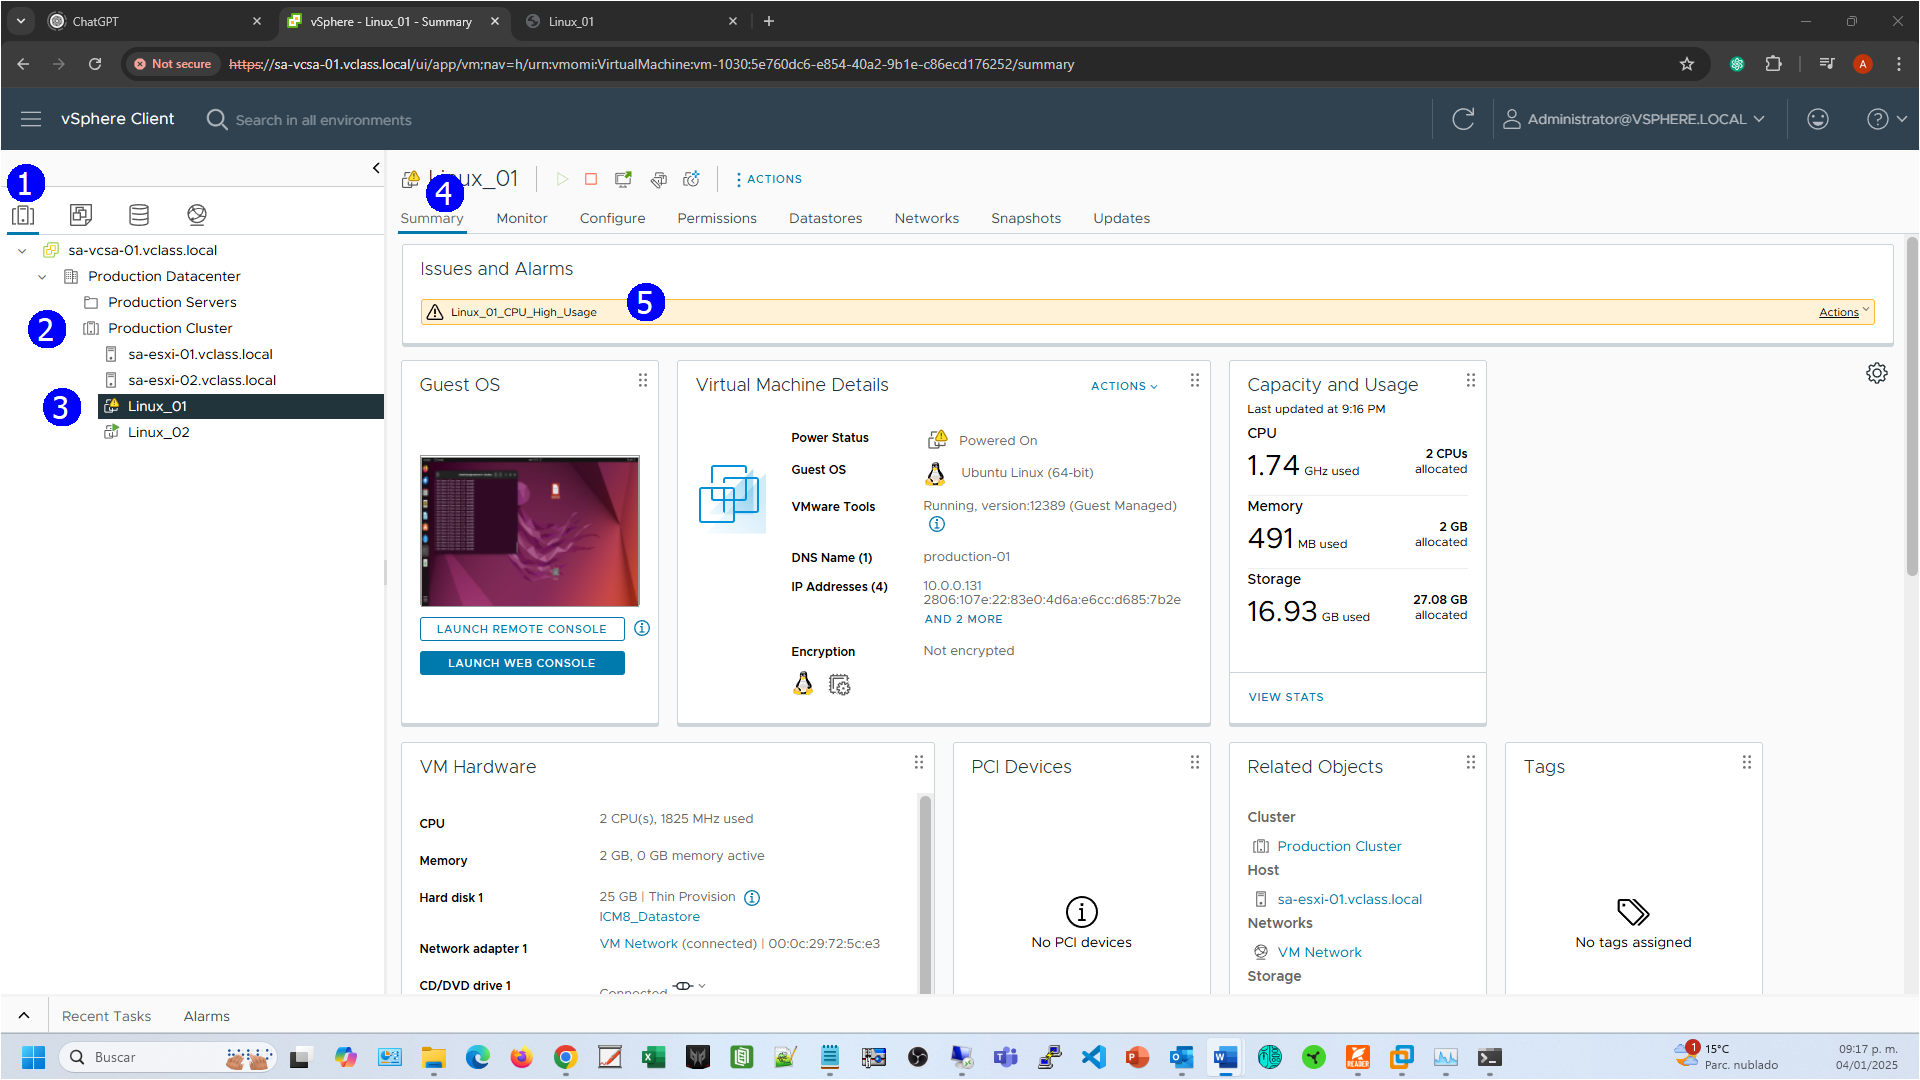 ChatGPT
vSphere - Linux_01 - Summary
Linux_01
Not secure
https://sa-vcsa-01.vclass.local/ui/app/vm;nav=h/urn:vmomi:VirtualMachine:vm-1030:5e760dc6-e854-40a2-9b1e-c86ecd176252/summary
A
vSphere Client
Search in all environments
Administrator@VSPHERE.LOCAL
1
sa-vcsa-01.vclass.local
Production Datacenter
Production Servers
2
Production Cluster
sa-esxi-01.vclass.local
sa-esxi-02.vclass.local
3
Linux_01
Linux_02
Linux_01
ACTIONS
4
Summary
Monitor
Configure
Permissions
Datastores
Networks
Snapshots
Updates
Issues and Alarms
5
Linux_01_CPU_High_Usage
Actions
Guest OS
LAUNCH REMOTE CONSOLE
LAUNCH WEB CONSOLE
Virtual Machine Details
ACTIONS
Power Status
Powered On
Guest OS
Ubuntu Linux (64-bit)
VMware Tools
Running, version:12389 (Guest Managed)
DNS Name (1)
production-01
IP Addresses (4)
10.0.0.131
2806:107e:22:83e0:4d6a:e6cc:d685:7b2e
AND 2 MORE
Encryption
Not encrypted
Capacity and Usage
Last updated at 9:16 PM
CPU
1.74 GHz used
2 CPUs
allocated
Memory
491 MB used
2 GB
allocated
Storage
16.93 GB used
27.08 GB
allocated
VIEW STATS
VM Hardware
CPU
2 CPU(s), 1825 MHz used
Memory
2 GB, 0 GB memory active
Hard disk 1
25 GB | Thin Provision
ICM8_Datastore
Network adapter 1
VM Network (connected) | 00:0c:29:72:5c:e3
CD/DVD drive 1
Connected
PCI Devices
No PCI devices
Related Objects
Cluster
Production Cluster
Host
sa-esxi-01.vclass.local
Networks
VM Network
Storage
Tags
No tags assigned
Recent Tasks
Alarms
Buscar
1
15°C
Parc. nublado
09:17 p. m.
04/01/2025